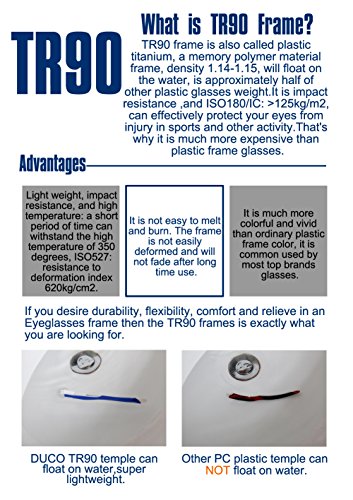 TR90
What is TR90 Frame?
TR90 frame is also called plastic
titanium, a memory polymer material
frame, density 1.14-1.15, will float on
the water, is approximately half of
other plastic glasses weight.It is impact
resistance ,and ISO180/IC: >125kg/m2,
can effectively protect your eyes from
injury in sports and other activity.That's
why it is much more expensive than
plastic frame glasses.
Advantages
Light weight, impact
resistance, and high
temperature: a short
period of time can
withstand the high
temperature of 350
degrees, ISO527:
resistance to
deformation index
620kg/cm2.
It is not easy to melt
and burn. The frame
is not easily
deformed and will
not fade after long
time use.
It is much more
colorful and vivid
than ordinary plastic
frame color, it is
common used by
most top brands
glasses.
If you desire durability, flexibility, comfort and relieve in an
Eyeglasses frame then the TR90 frames is exactly what
you are looking for.
DUCO TR90 temple can
float on water,super
lightweight.
Other PC plastic temple can
NOT float on water.